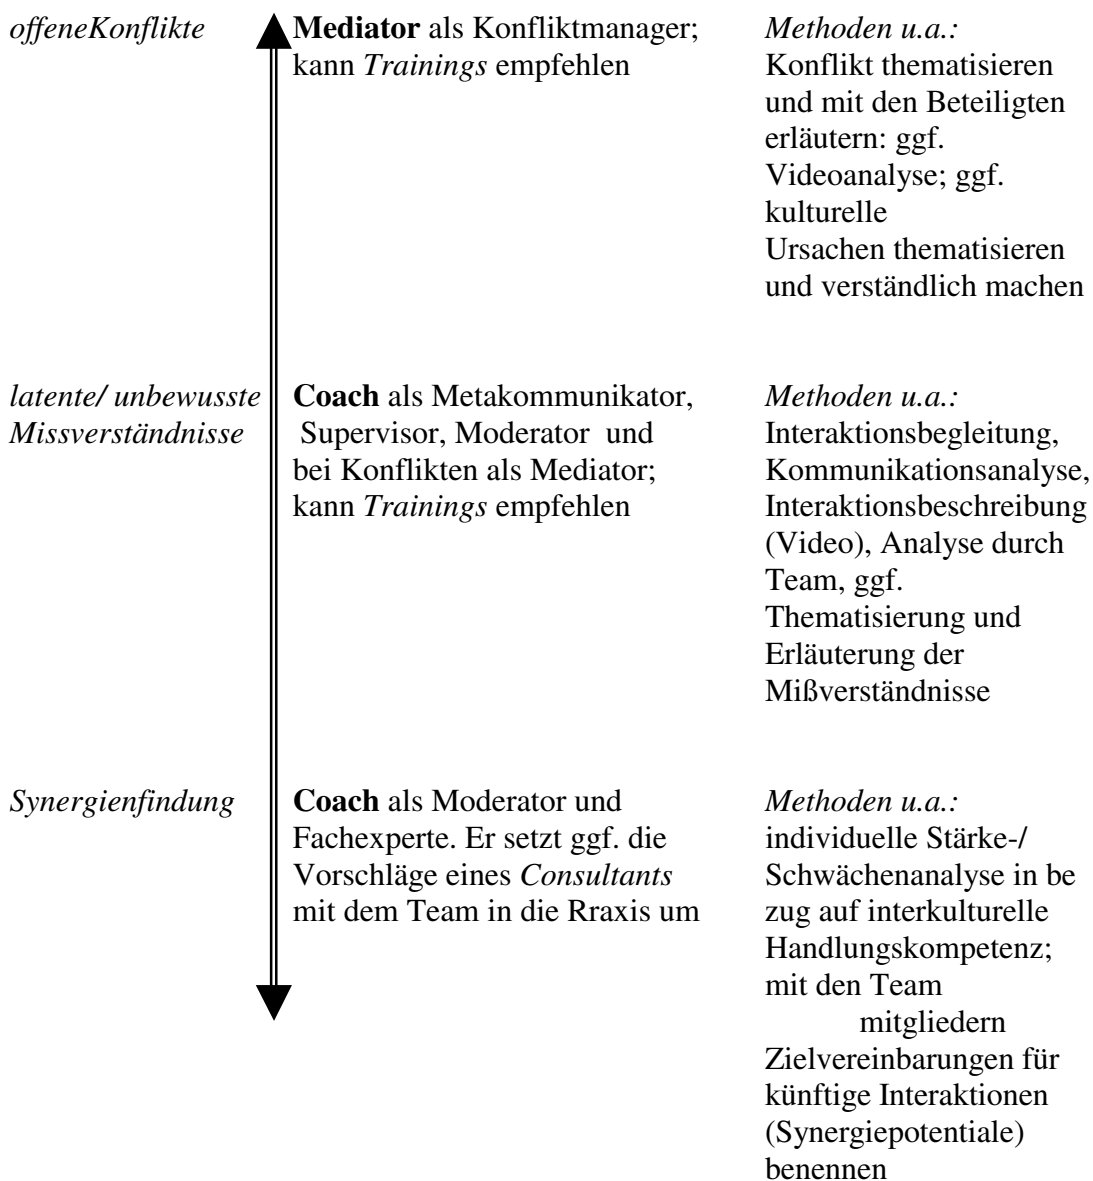 offeneKonflikte
Mediator als Konfliktmanager;
kann Trainings empfehlen
Methoden u.a.:
Konflikt thematisieren
und mit den Beteiligten
erläutern: ggf.
Videoanalyse; ggf.
kulturelle
Ursachen thematisieren
und verständlich machen
latente/ unbewusste
Missverständnisse
Coach als Metakommunikator,
Supervisor, Moderator und
bei Konflikten als Mediator;
kann Trainings empfehlen
Methoden u.a.:
Interaktionsbegleitung,
Kommunikationsanalyse,
Interaktionsbeschreibung
(Video), Analyse durch
Team, ggf.
Thematisierung und
Erläuterung der
Mißverständnisse
Synergienfindung
Coach als Moderator und
Fachexperte. Er setzt ggf. die
Vorschläge eines Consultants
mit dem Team in die Rraxis um
Methoden u.a.:
individuelle Stärke-/
Schwächenanalyse in be
zug auf interkulturelle
Handlungskompetenz;
mit den Team
mitgliedern
Zielvereinbarungen für
künftige Interaktionen
(Synergiepotentiale)
benennen